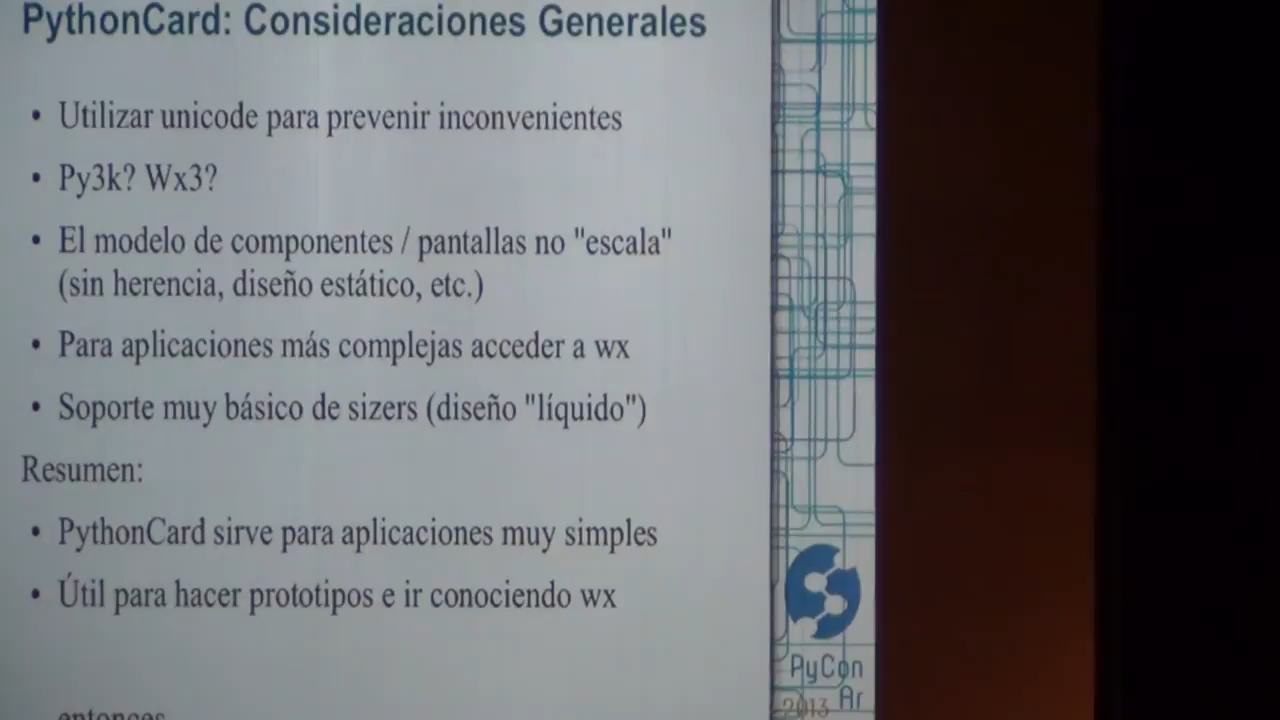 PythonCard: Consideraciones Generales
• Utilizar unicode para prevenir inconvenientes
• Py3k? Wx3?
• El modelo de componentes / pantallas no "escala"
(sin herencia, diseño estático, etc.)
• Para aplicaciones más complejas acceder a wx
• Soporte muy básico de sizers (diseño "líquido")
Resumen:
• PythonCard sirve para aplicaciones muy simples
• Útil para hacer prototipos e ir conociendo wx
entonces
PyCon
Ar
2013